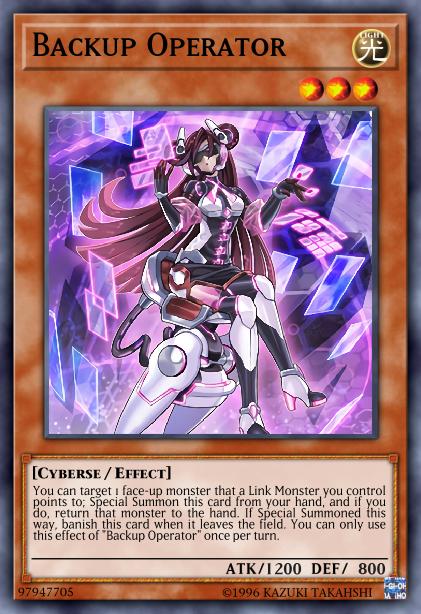 BACKUP OPERATOR
LIGHT
光
[CYBERSE / EFFECT]
You can target 1 face-up monster that a Link Monster you control
points to; Special Summon this card from your hand, and if you
do, return that monster to the hand. If Special Summoned this
way, banish this card when it leaves the field. You can only use
this effect of "Backup Operator" once per turn.
ATK/1200 DEF/ 800
97947705
©1996 KAZUKI TAKAHSHI